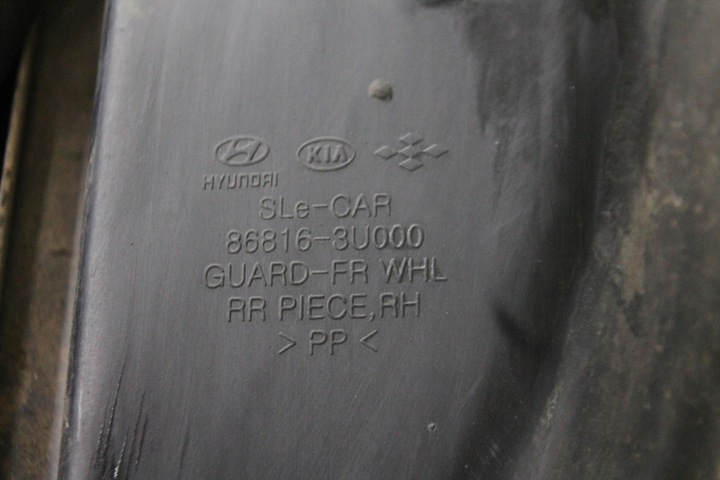 HYUNDAI
KIA
SLe-CAR
86816-3U000
GUARD-FR WHL
RR PIECE,RH
> PP <